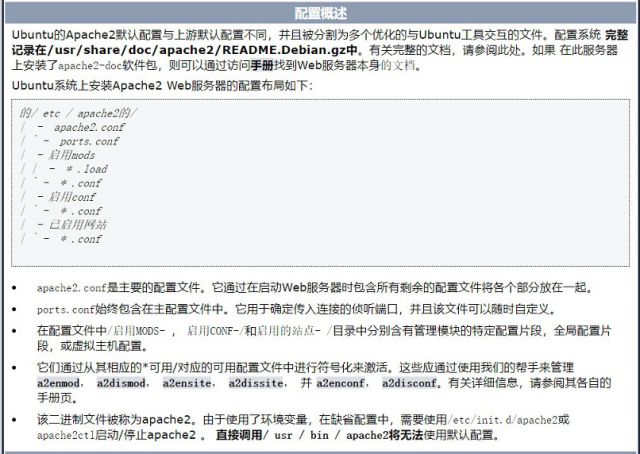 配置概述
Ubuntu的Apache2默认配置与上游默认配置不同，并且被分割为多个优化的与Ubuntu工具交互的文件。配置系统 完整
记录在/usr/share/doc/apache2/README.Debian.gz中。有关完整的文档，请参阅此处。如果 在此服务器
上安装了apache2-doc软件包，则可以通过访问手册找到Web服务器本身的文档。
Ubuntu系统上安装Apache2 Web服务器的配置布局如下：
的/ etc / apache2的/
| - apache2.conf
| ` - ports.conf
| - 启用mods
| | - * .load
| ` - * .conf
| - 启用conf
| ` - * .conf
| - 已启用网站
| ` - * .conf
• apache2.conf是主要的配置文件。它通过在启动Web服务器时包含所有剩余的配置文件将各个部分放在一起。
• ports.conf始终包含在主配置文件中。它用于确定传入连接的侦听端口，并且该文件可以随时自定义。
• 在配置文件中/启用MODS- ， 启用CONF-/和启用的站点- /目录中分别含有管理模块的特定配置片段，全局配置片
段，或虚拟主机配置。
• 它们通过从其相应的*可用/对应的可用配置文件中进行符号化来激活。这些应通过使用我们的帮手来管理
a2enmod， a2dismod， a2ensite， a2dissite， 并 a2enconf， a2disconf。有关详细信息，请参阅其各自的
手册页。
• 该二进制文件被称为apache2。由于使用了环境变量，在缺省配置中，需要使用/etc/init.d/apache2或
apache2ctl启动/停止apache2 。 直接调用/ usr / bin / apache2将无法使用默认配置。